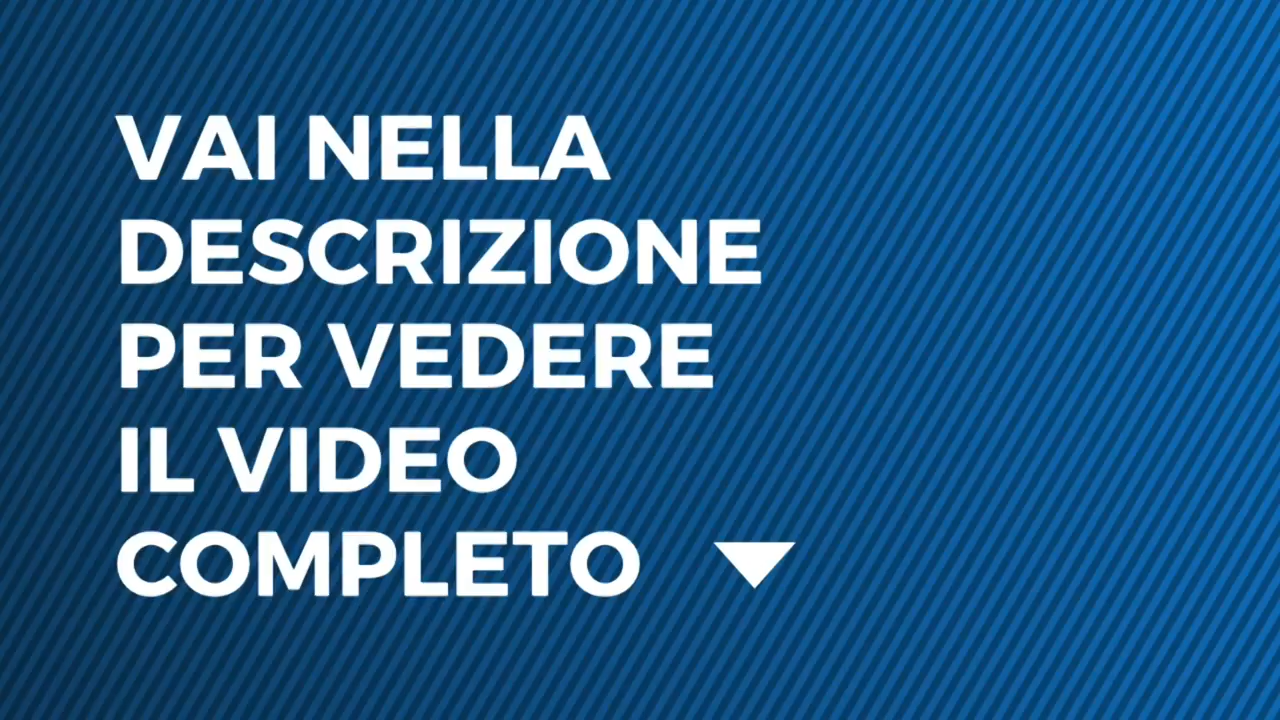 VAI NELLA
DESCRIZIONE
PER VEDERE
IL VIDEO
COMPLETO